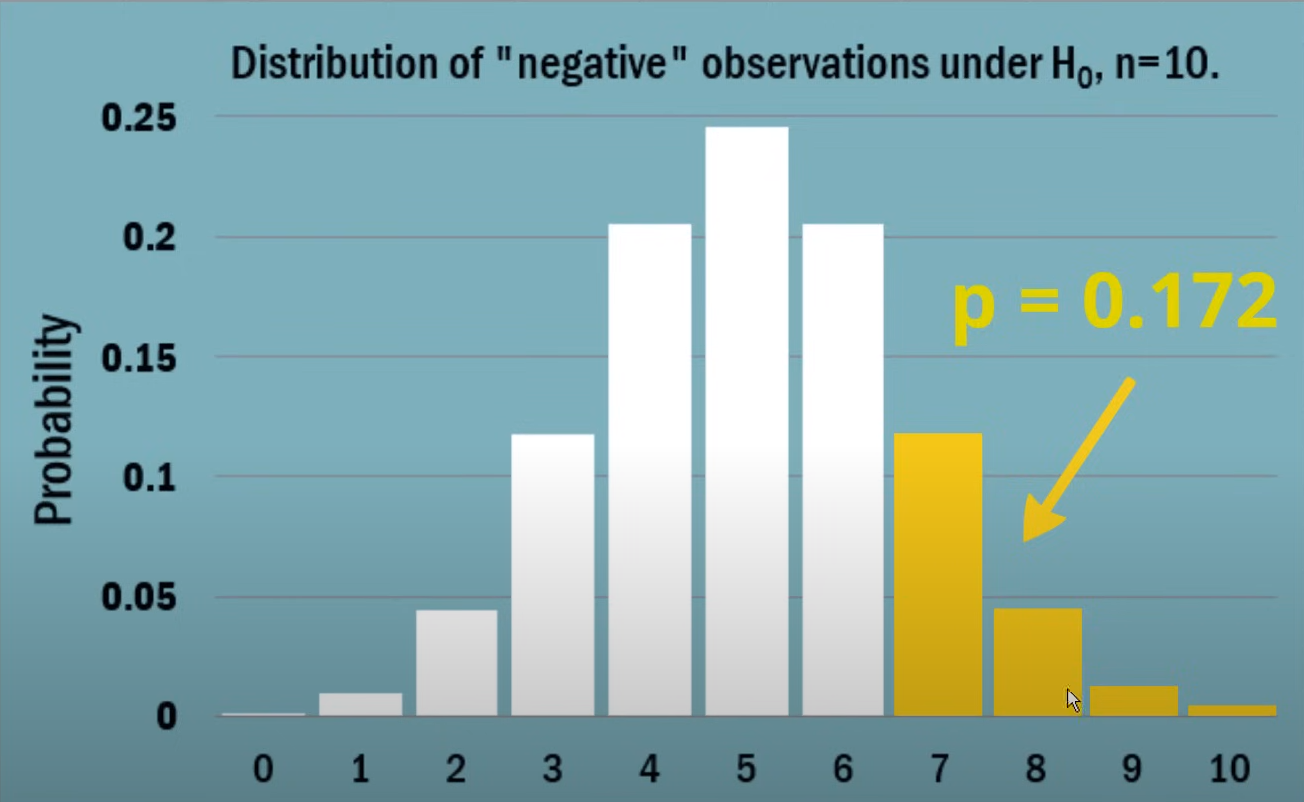 Distribution of "negative" observations under H₀, n=10.
0.25
0.2
p = 0.172
0.15
0.1
0.05
0
Probability
0 1 2 3 4 5 6 7 8 9 10